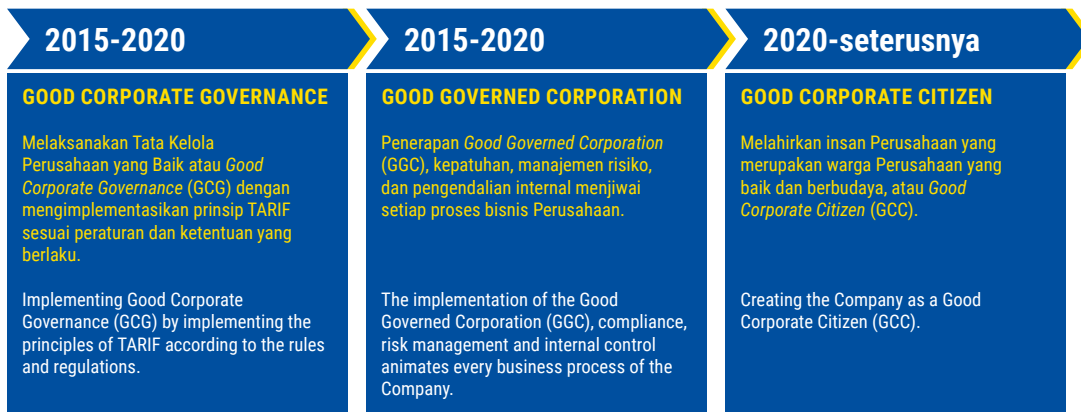 2015-2020
GOOD CORPORATE GOVERNANCE
Melaksanakan Tata Kelola
Perusahaan yang Baik atau Good
Corporate Governance (GCG) dengan
mengimplementasikan prinsip TARIF
sesuai peraturan dan ketentuan yang
berlaku.
Implementing Good Corporate
Governance (GCG) by implementing the
principles of TARIF according to the rules
and regulations.
2015-2020
GOOD GOVERNED CORPORATION
Penerapan Good Governed Corporation
(GGC), kepatuhan, manajemen risiko,
dan pengendalian internal menjiwai
setiap proses bisnis Perusahaan.
The implementation of the Good
Governed Corporation (GGC), compliance,
risk management and internal control
animates every business process of the
Company.
2020-seterusnya
GOOD CORPORATE CITIZEN
Melahirkan insan Perusahaan yang
merupakan warga Perusahaan yang
baik dan berbudaya, atau Good
Corporate Citizen (GCC).
Creating the Company as a Good
Corporate Citizen (GCC).